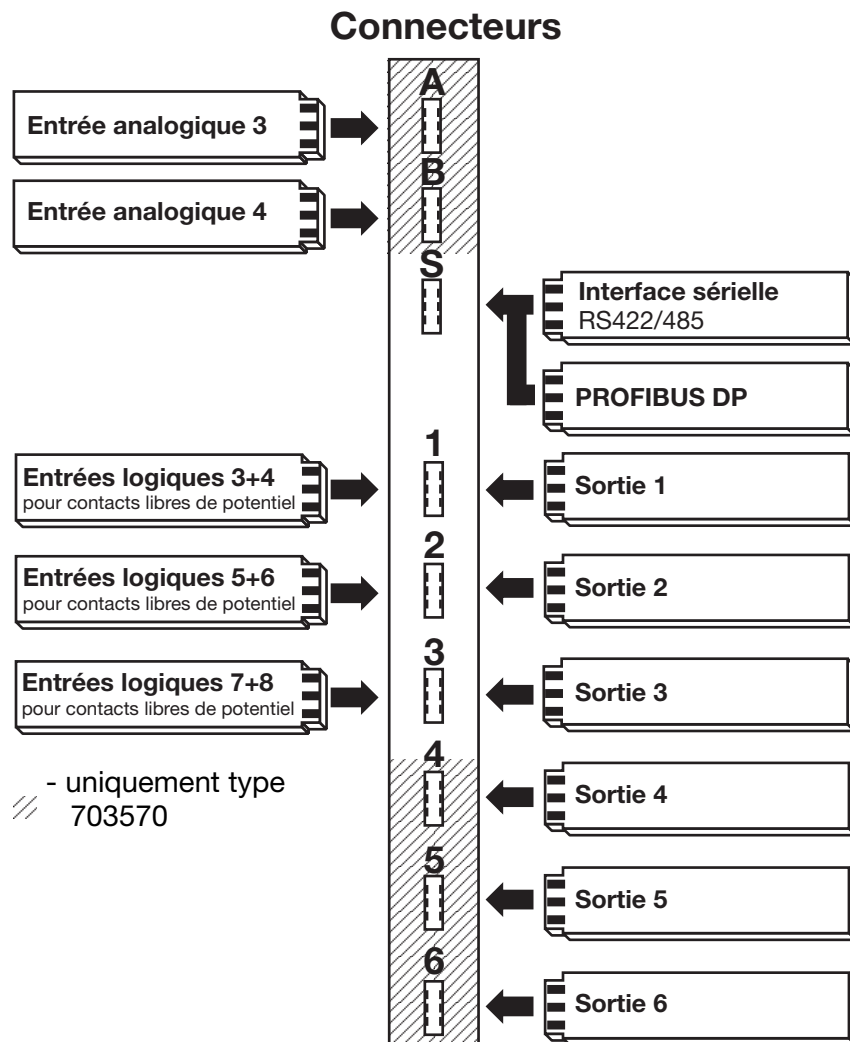 Connecteurs
A
Entrée analogique 3
B
Entrée analogique 4
S
Interface sérielle
RS422/485
PROFIBUS DP
1
Entrées logiques 3+4
pour contacts libres de potentiel
Sortie 1
2
Entrées logiques 5+6
pour contacts libres de potentiel
Sortie 2
3
Entrées logiques 7+8
pour contacts libres de potentiel
Sortie 3
4
- uniquement type
703570
Sortie 4
5
Sortie 5
6
Sortie 6